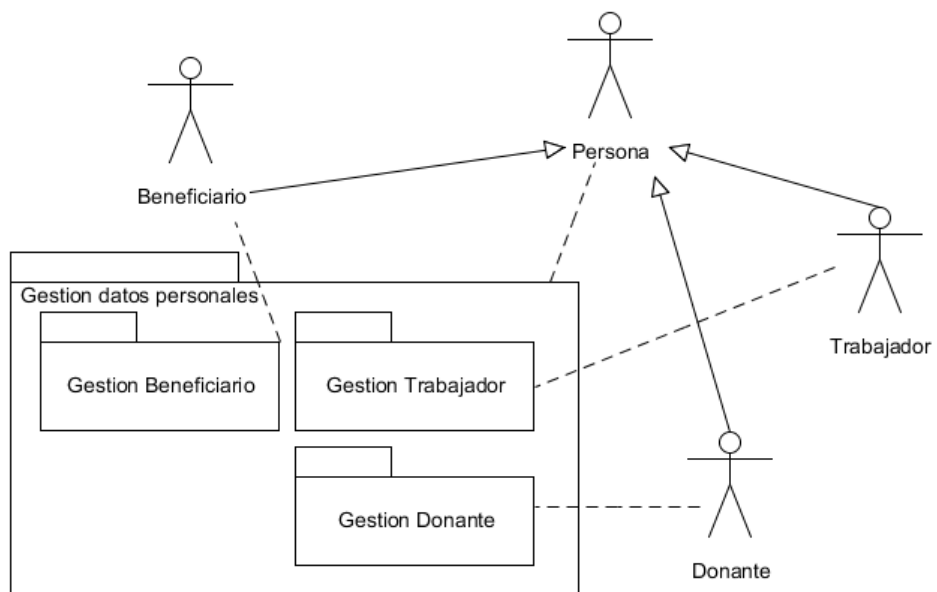 Persona
Beneficiario
Gestion datos personales
Gestion Beneficiario
Gestion Trabajador
Trabajador
Gestion Donante
Donante